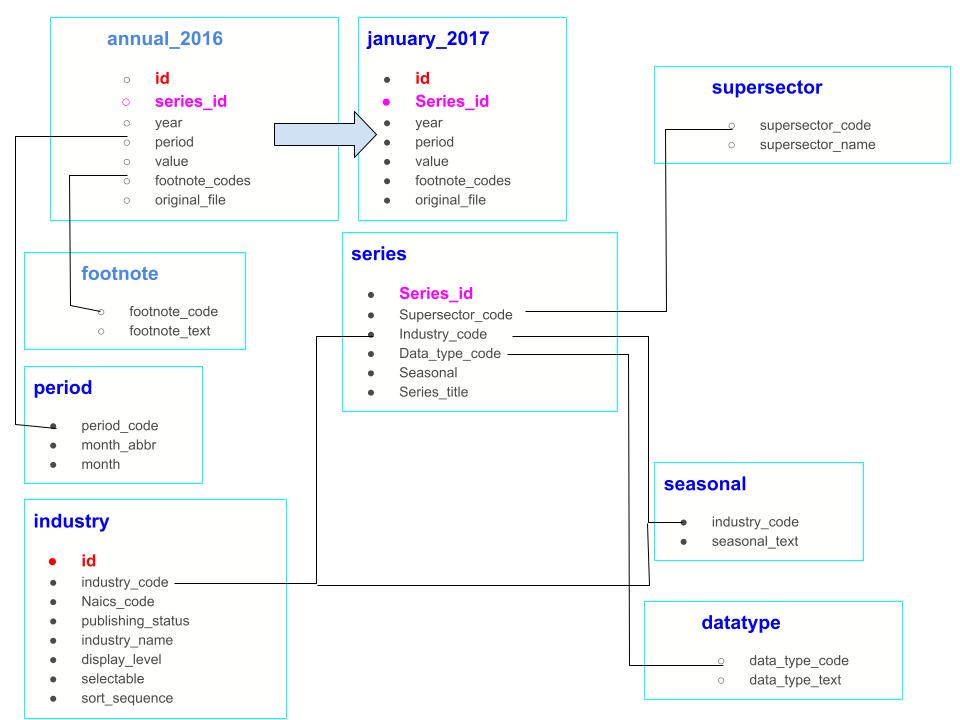 annual_2016
id
series_id
year
period
value
footnote_codes
original_file
january_2017
id
Series_id
year
period
value
footnote_codes
original_file
supersector
supersector_code
supersector_name
series
Series_id
Supersector_code
Industry_code
Data_type_code
Seasonal
Series_title
footnote
footnote_code
footnote_text
period
period_code
month_abbr
month
industry
id
industry_code
Naics_code
publishing_status
industry_name
display_level
selectable
sort_sequence
seasonal
industry_code
seasonal_text
datatype
data_type_code
data_type_text